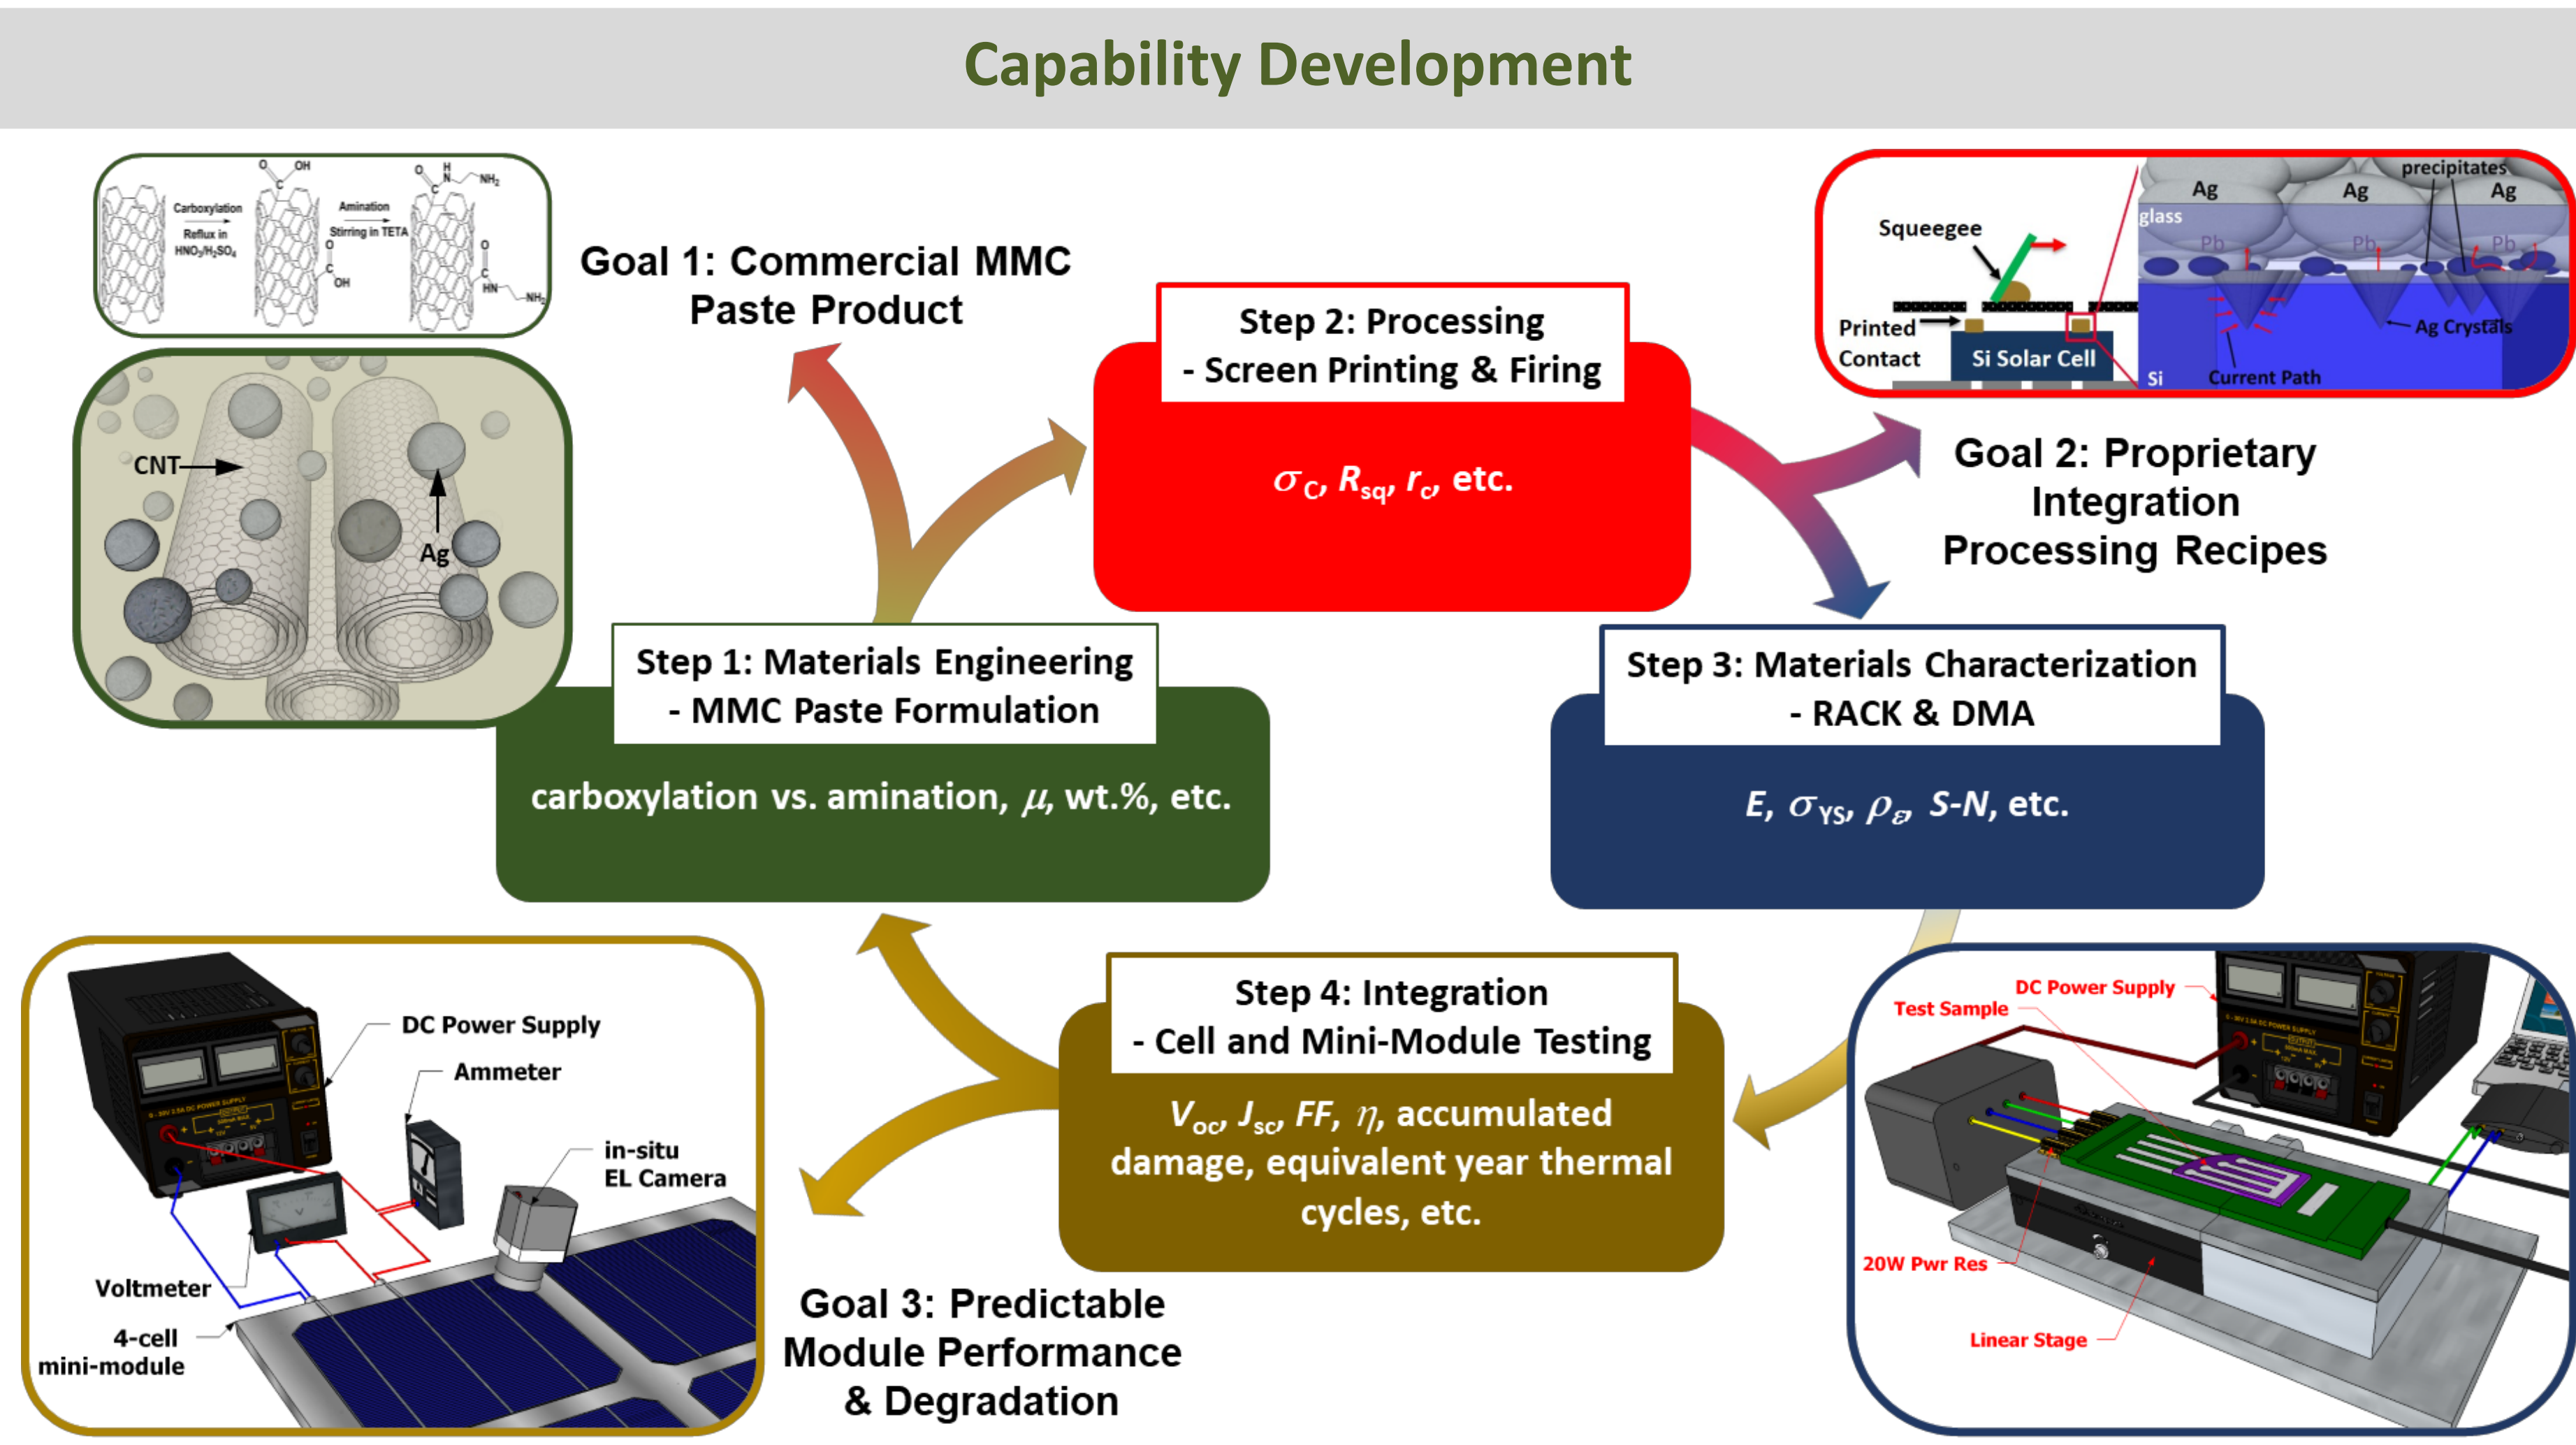 Capability Development
Carboxylation
Reflux in
HNO3/H2SO4
Amination
Stirring in TETA
O
OH
O
OH
O
H
N
NH2
O
HN
NH2
CNT
Ag
Goal 1: Commercial MMC
Paste Product
Step 2: Processing
- Screen Printing & Firing
σC, Rsq, rc, etc.
Squeegee
Printed
Contact
Si Solar Cell
precipitates
Ag
Ag
Ag
glass
Pb
Pb
Pb
Ag Crystals
Current Path
Si
Goal 2: Proprietary
Integration
Processing Recipes
Step 1: Materials Engineering
- MMC Paste Formulation
carboxylation vs. amination, μ, wt.%, etc.
Step 3: Materials Characterization
- RACK & DMA
E, σYS, ρε, S-N, etc.
Step 4: Integration
- Cell and Mini-Module Testing
Voc, Jsc, FF, η, accumulated
damage, equivalent year thermal
cycles, etc.
DC Power Supply
Ammeter
in-situ
EL Camera
Voltmeter
4-cell
mini-module
Goal 3: Predictable
Module Performance
& Degradation
DC Power Supply
Test Sample
20W Pwr Res
Linear Stage